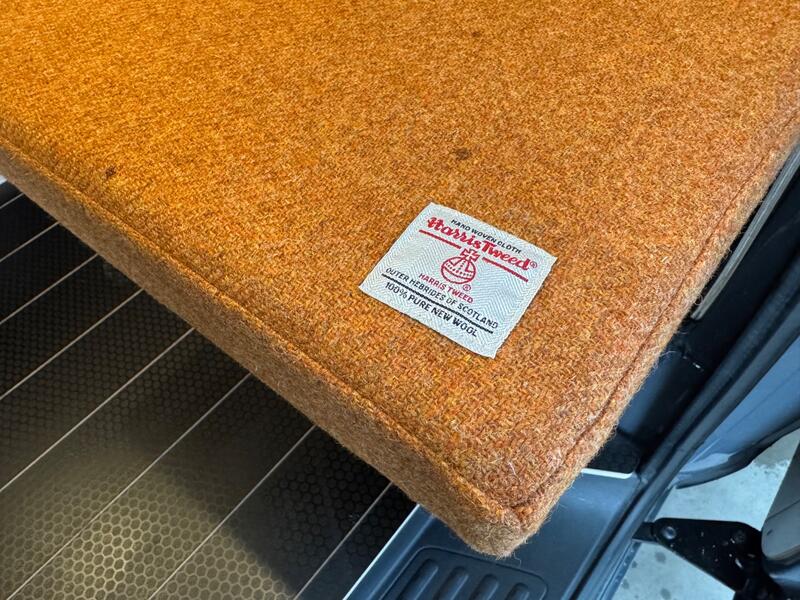 HAND WOVEN CLOTH
Harris Tweed®
®
HARRIS TWEED
OUTER HEBRIDES OF SCOTLAND
100% PURE NEW WOOL